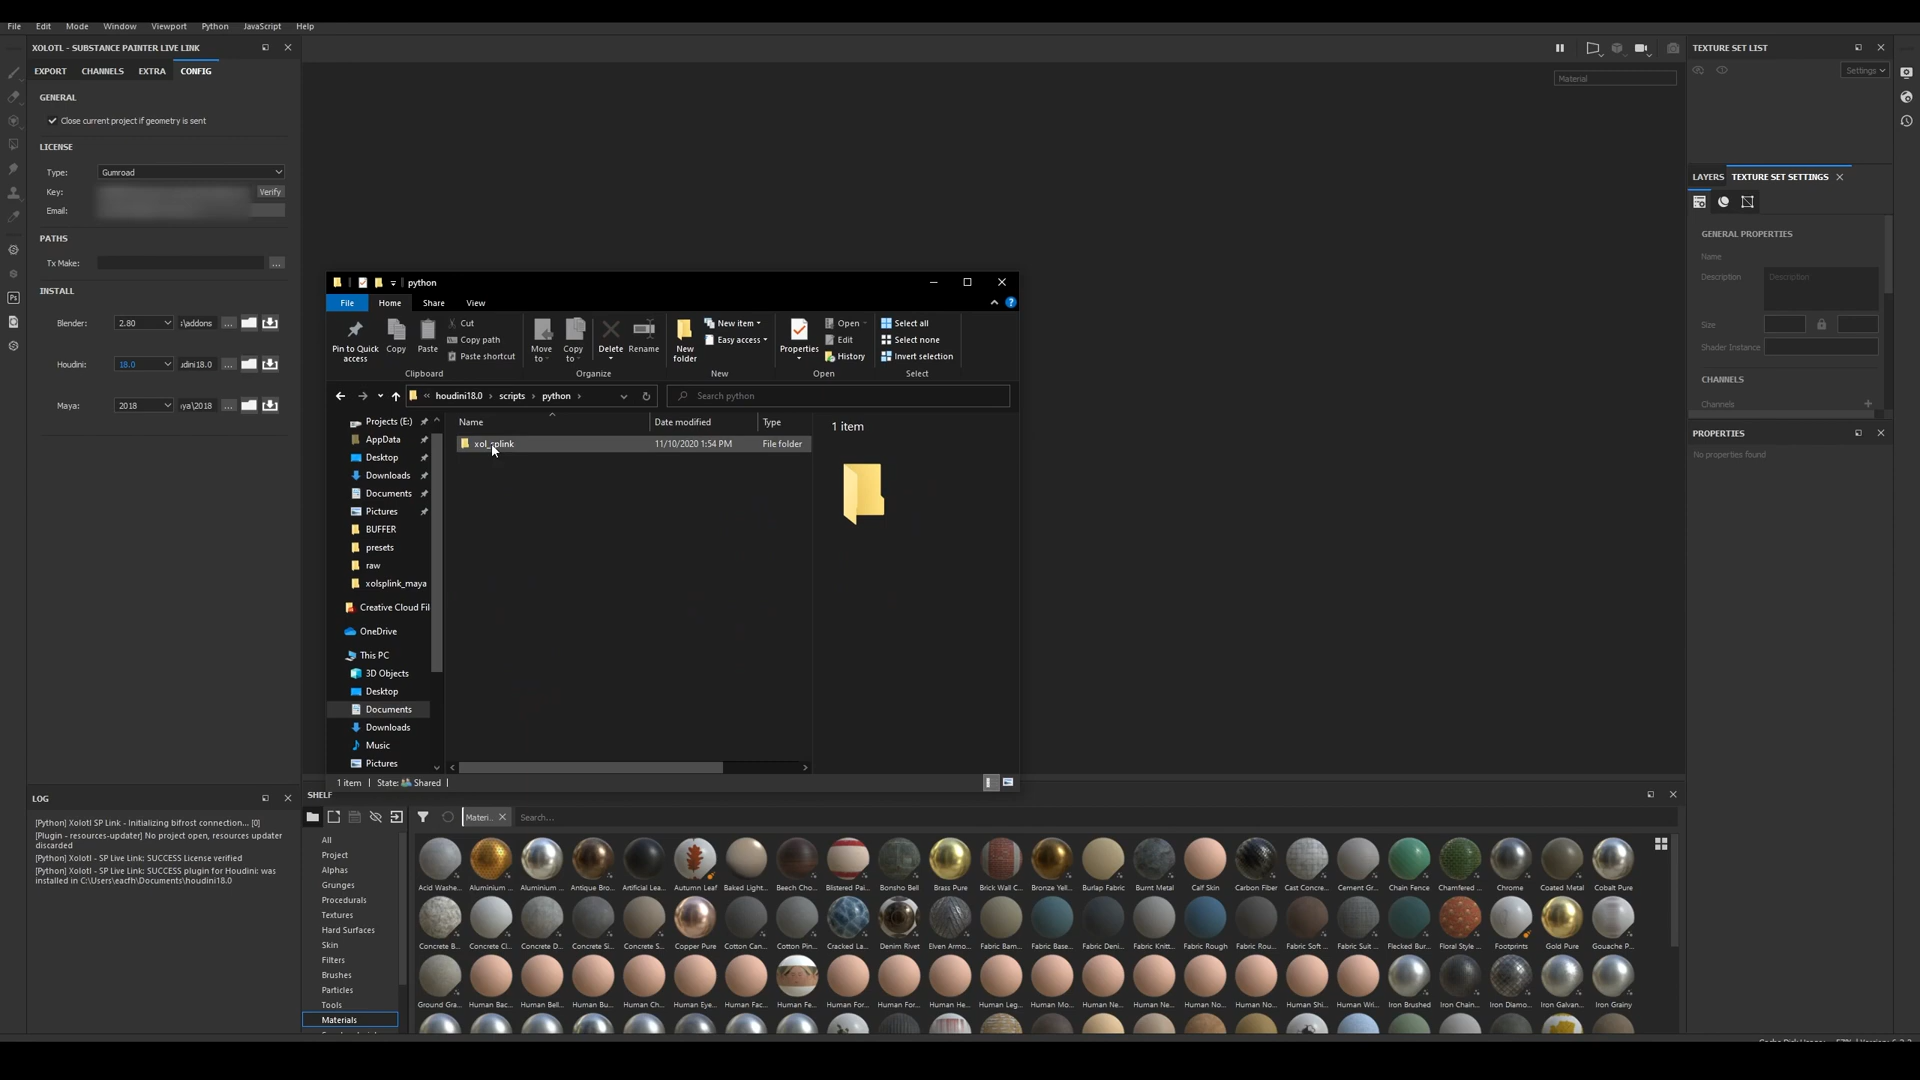 File Edit Mode Window Viewport Python JavaScript Help
XOLOTL - SUBSTANCE PAINTER LIVE LINK
EXPORT CHANNELS EXTRA CONFIG
GENERAL
Close current project if geometry is sent
LICENSE
Type: Gumroad
Key: Verify
Email:
PATHS
Tx Make: ...
INSTALL
Blender: 2.80 :\addons ...
Houdini: 18.0 udini18.0 ...
Maya: 2018 ya\2018 ...
python
File Home Share View
Pin to Quick access
Copy
Paste
Cut
Copy path
Paste shortcut
Clipboard
Move to
Copy to
Delete
Rename
Organize
New folder
New item
Easy access
New
Properties
Open
Edit
History
Open
Select all
Select none
Invert selection
Select
houdini18.0 > scripts > python >
Search python
Projects (E:)
AppData
Desktop
Downloads
Documents
Pictures
BUFFER
presets
raw
xolsplink_maya
Creative Cloud Fil
OneDrive
This PC
3D Objects
Desktop
Documents
Downloads
Music
Pictures
Name Date modified Type
xol_splink 11/10/2020 1:54 PM File folder
1 item
1 item State: Shared
Material
TEXTURE SET LIST
Settings
LAYERS TEXTURE SET SETTINGS
GENERAL PROPERTIES
Name
Description Description
Size
Shader Instance
CHANNELS
Channels
PROPERTIES
No properties found
LOG
[Python] Xolotl SP Link - Initializing bifrost connection... [0]
[Plugin - resources-updater] No project open, resources updater
discarded
[Python] Xolotl - SP Live Link: SUCCESS License verified
[Python] Xolotl - SP Live Link: SUCCESS plugin for Houdini: was
installed in C:\Users\eacfh\Documents\houdini18.0
SHELF
Materi... Search...
All
Project
Alphas
Grunges
Procedurals
Textures
Hard Surfaces
Skin
Filters
Brushes
Particles
Tools
Materials
Acid Washe... Aluminium ... Aluminium ... Antique Bro... Artificial Lea... Autumn Leaf Baked Light... Beech Cho... Blistered Pai... Bonsho Bell Brass Pure Brick Wall C... Bronze Yell... Burlap Fabric Burnt Metal Calf Skin Carbon Fiber Cast Concre... Cement Gr... Chain Fence Chamfered ... Chrome Coated Metal Cobalt Pure
Concrete B... Concrete Cl... Concrete D... Concrete Si... Concrete S... Copper Pure Cotton Can... Cotton Pin... Cracked La... Denim Rivet Elven Armo... Fabric Bam... Fabric Base... Fabric Deni... Fabric Knitt... Fabric Rough Fabric Rou... Fabric Soft ... Fabric Suit ... Flecked Bur... Floral Style ... Footprints Gold Pure Gouache P...
Ground Gra... Human Bac... Human Bell... Human Bu... Human Ch... Human Eye... Human Fac... Human Fe... Human For... Human For... Human He... Human Leg... Human Mo... Human Ne... Human Ne... Human No... Human No... Human Shi... Human Wri... Iron Brushed Iron Chain... Iron Diamo... Iron Galvan... Iron Grainy